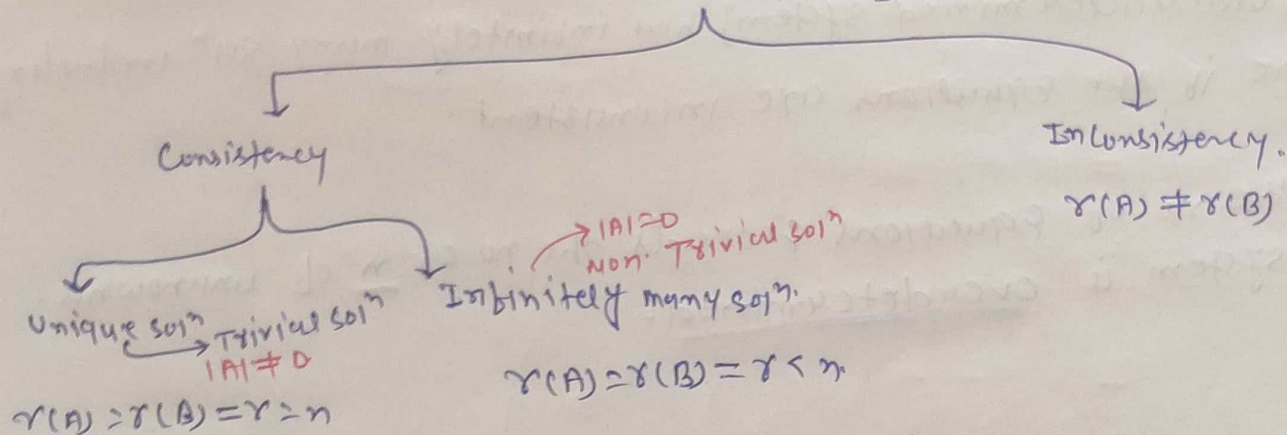 Consistency
Inconsistency.
r(A) ≠ r(B)
→ |A|=0
Non. Trivial solⁿ
Unique solⁿ → Trivial solⁿ
|A| ≠ 0
Infinitely many solⁿ.
r(A) = r(B) = r < n.
r(A) = r(B) = r = n